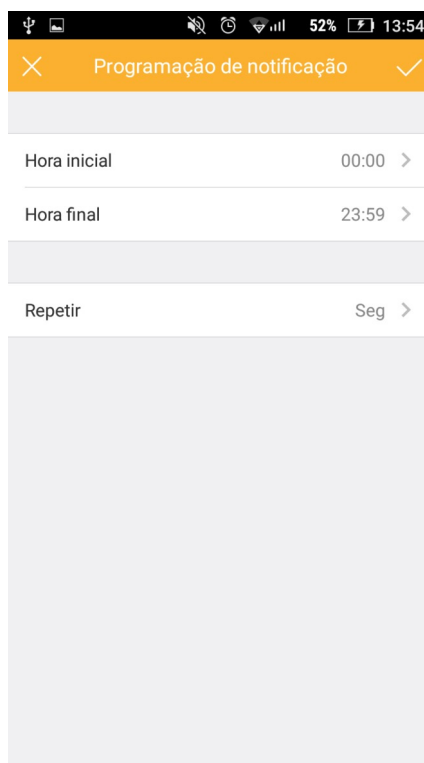 52% 13:54
Programação de notificação
Hora inicial 00:00
Hora final 23:59
Repetir Seg